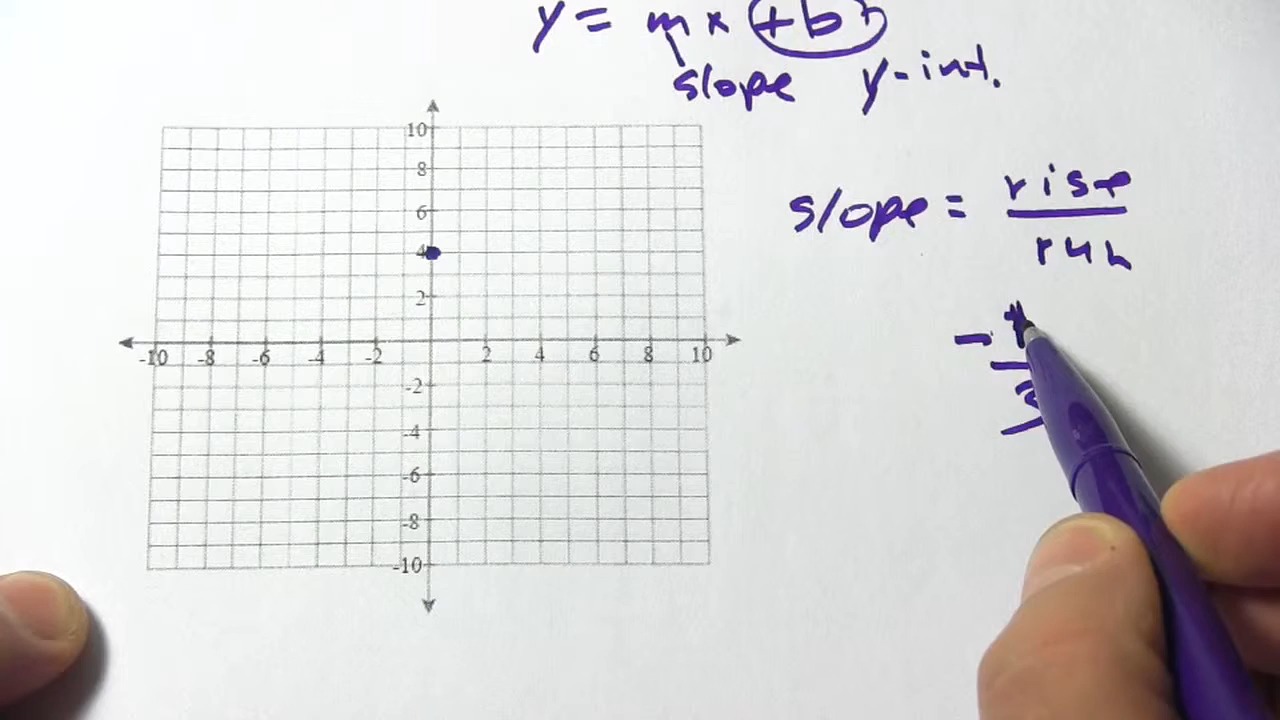 y = mx + b
slope y-int.
10
8
slope = rise
run
6
4
2
-10 -8 -6 -4 -2 2 4 6 8 10
-2
-4
-6
-8
-10